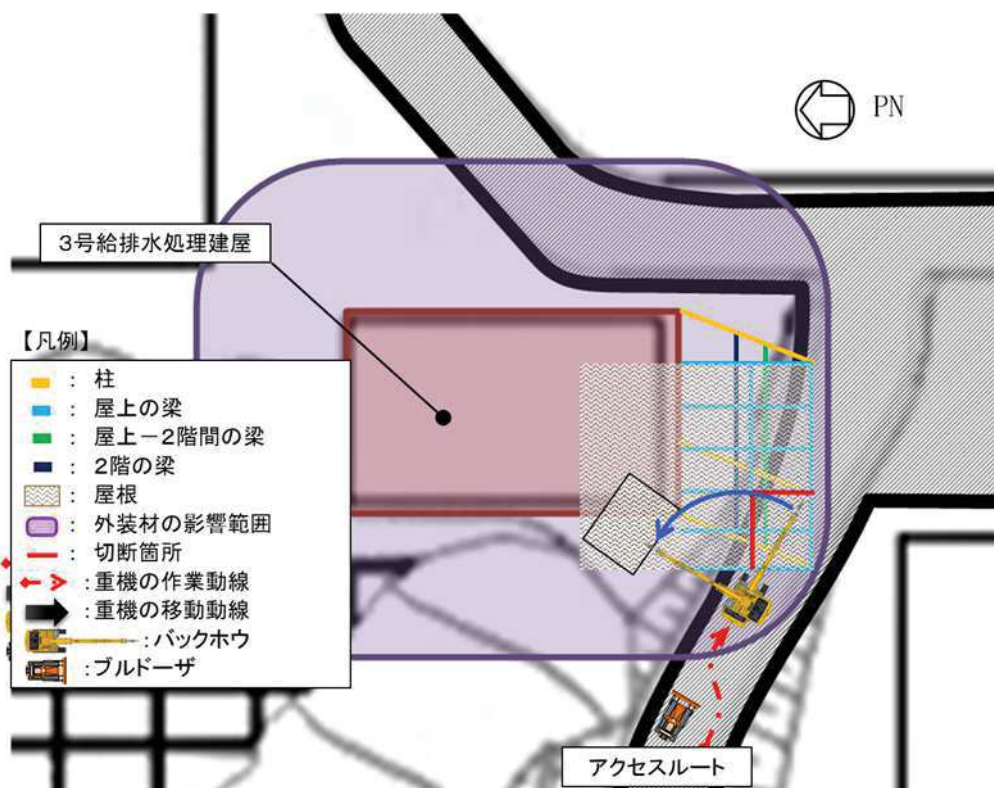 PN
3号給排水処理建屋
【凡例】
: 柱
: 屋上の梁
: 屋上−2階間の梁
: 2階の梁
: 屋根
: 外装材の影響範囲
: 切断箇所
:重機の作業動線
:重機の移動動線
:バックホウ
:ブルドーザ
アクセスルート